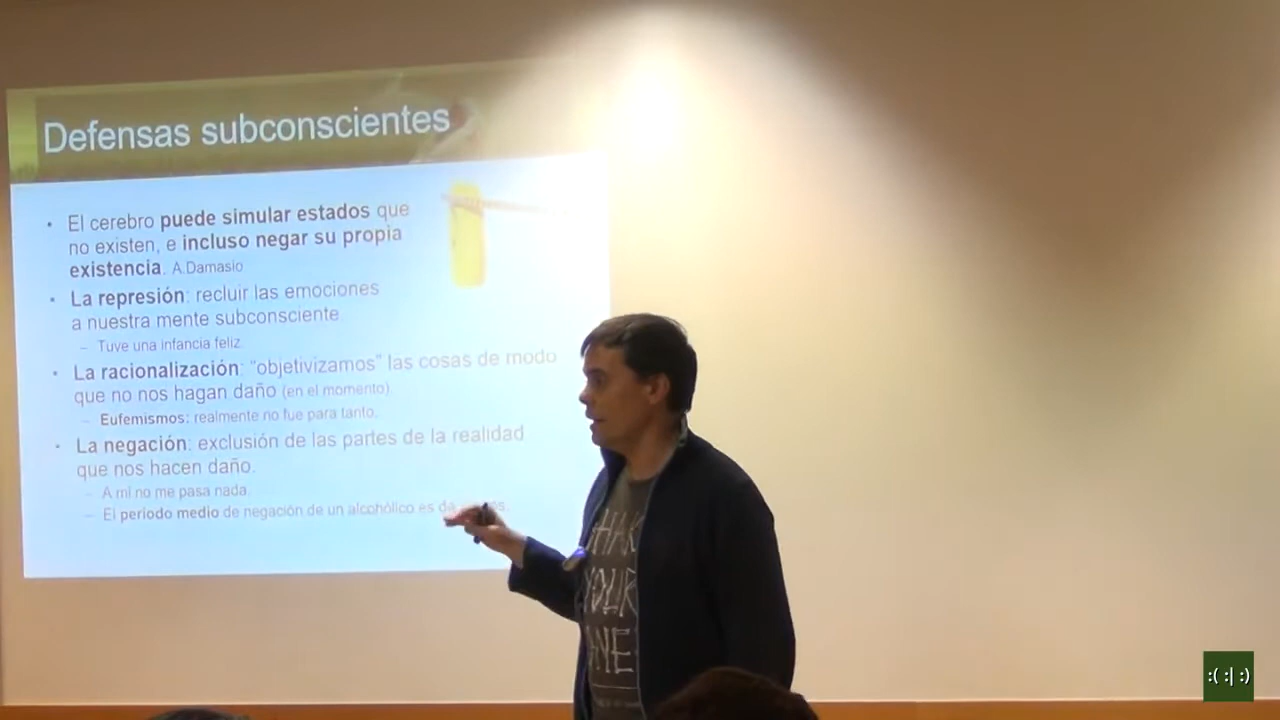 Defensas subconscientes
• El cerebro puede simular estados que
no existen, e incluso negar su propia
existencia. A.Damasio
• La represión: recluir las emociones
a nuestra mente subconsciente
– Tuve una infancia feliz.
• La racionalización: "objetivizamos" las cosas de modo
que no nos hagan daño (en el momento).
– Eufemismos: realmente no fue para tanto.
• La negación: exclusión de las partes de la realidad
que nos hacen daño.
– A mí no me pasa nada.
– El periodo medio de negación de un alcohólico es de
YOUR
:( :| :)